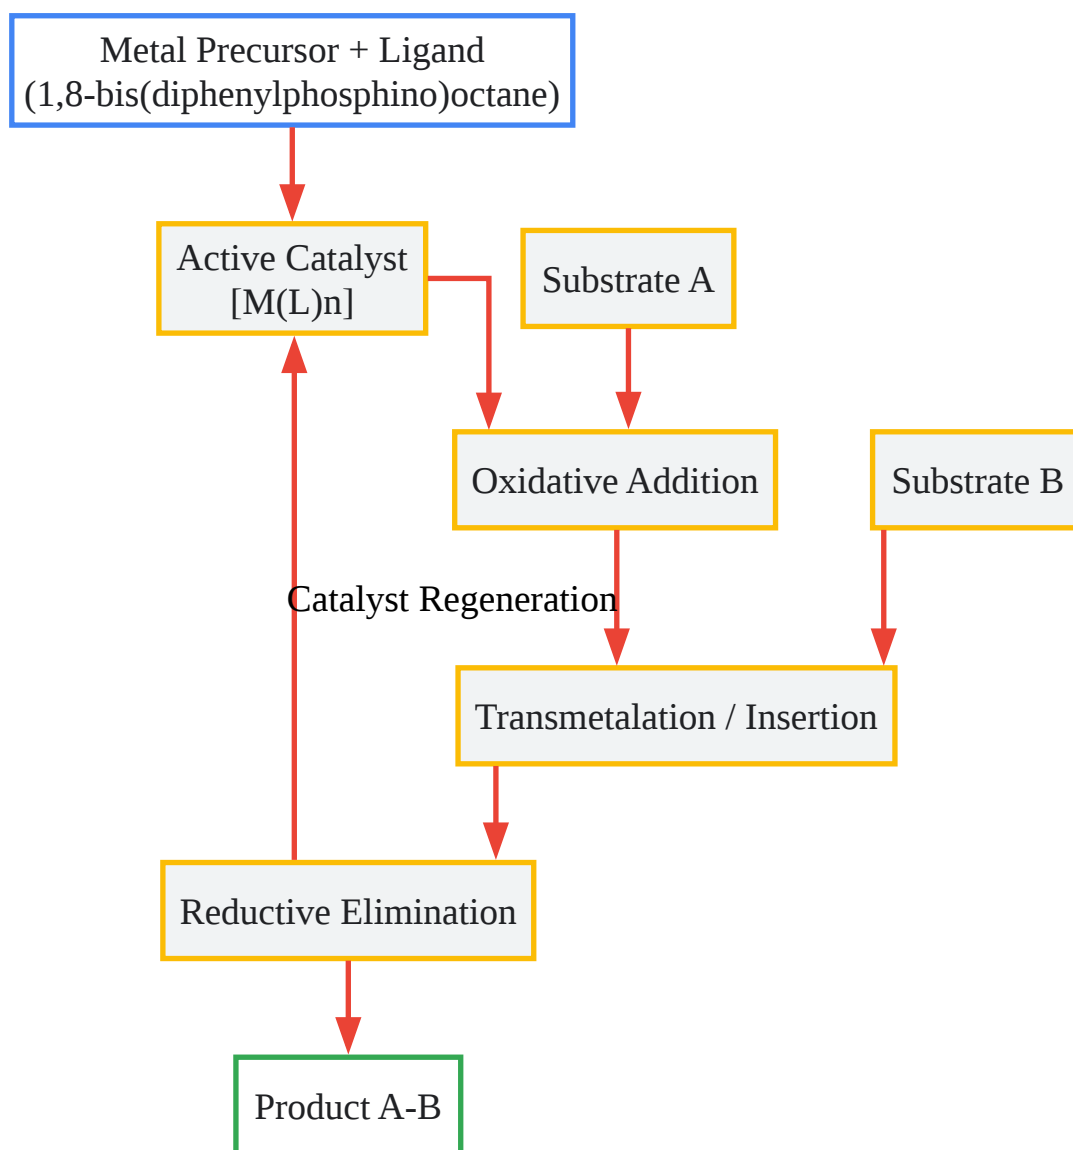 Metal Precursor + Ligand
(1,8-bis(diphenylphosphino)octane)
Active Catalyst
[M(L)n]
Substrate A
Oxidative Addition
Substrate B
Catalyst Regeneration
Transmetalation / Insertion
Reductive Elimination
Product A-B